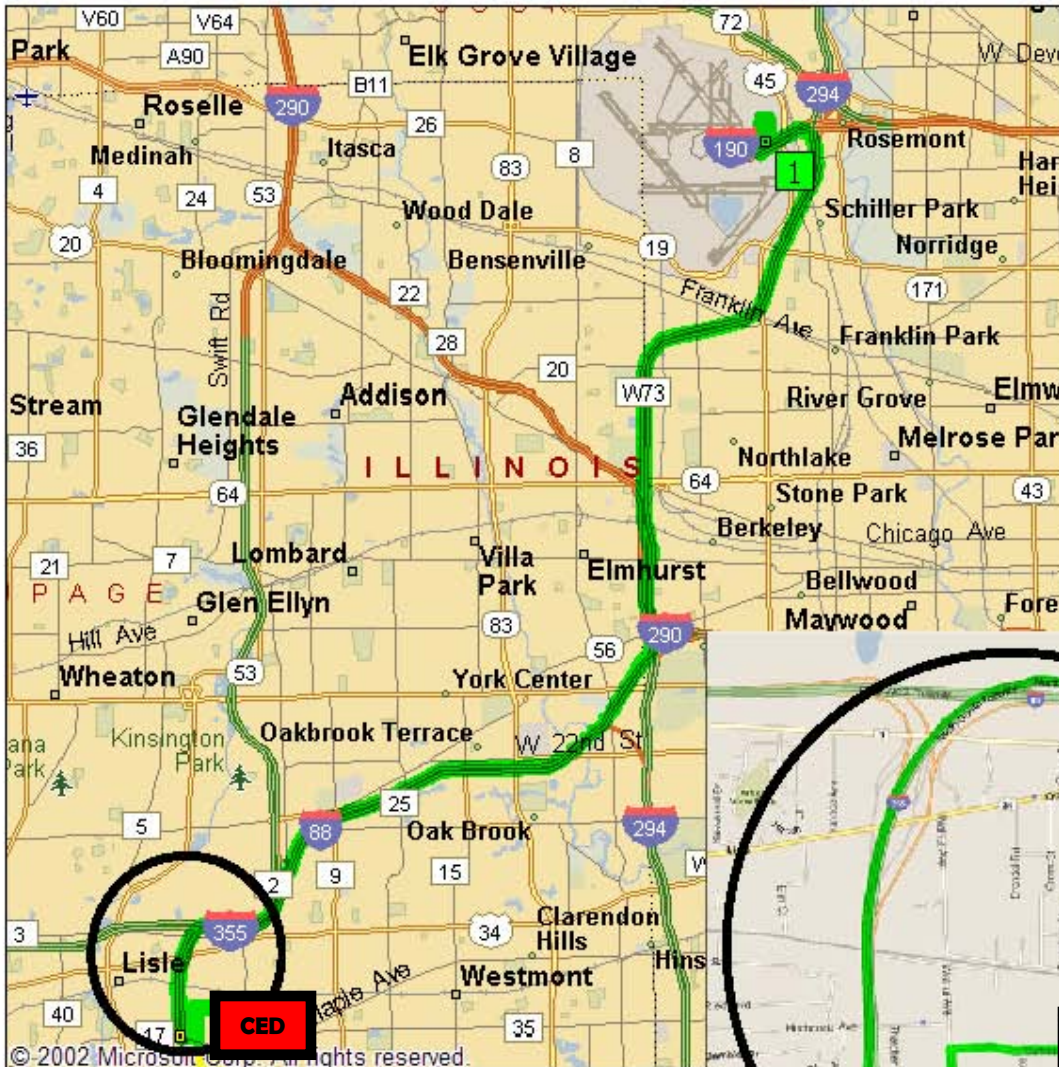 V60
V64
72
Park
A90
Elk Grove Village
45
B11
294
290
Roselle
26
190
Rosemont
Medinah
Itasca
83
8
1
4
24
53
Wood Dale
Schiller Park
20
19
Norridge
Bloomingdale
Bensenville
171
22
Franklin Ave
Swift Rd
28
Franklin Park
20
W73
Addison
River Grove
Stream
Glendale
Heights
36
ILLINOIS
Melrose Par
Northlake
64
64
43
Stone Park
Berkeley
Chicago Ave
7
Lombard
Villa
Park
21
Elmhurst
Bellwood
PAGE
Glen Ellyn
Maywood
Fore
Hill Ave
83
290
56
53
Wheaton
York Center
Oakbrook Terrace
W 22nd St
Kinsington
Park
ana
Park
25
5
88
Oak Brook
294
2
9
15
355
Clarendon
Hills
3
34
Lisle
Maple Ave
Westmont
Hins
40
17
CED
35
© 2002 Microsoft Corp. All rights reserved.